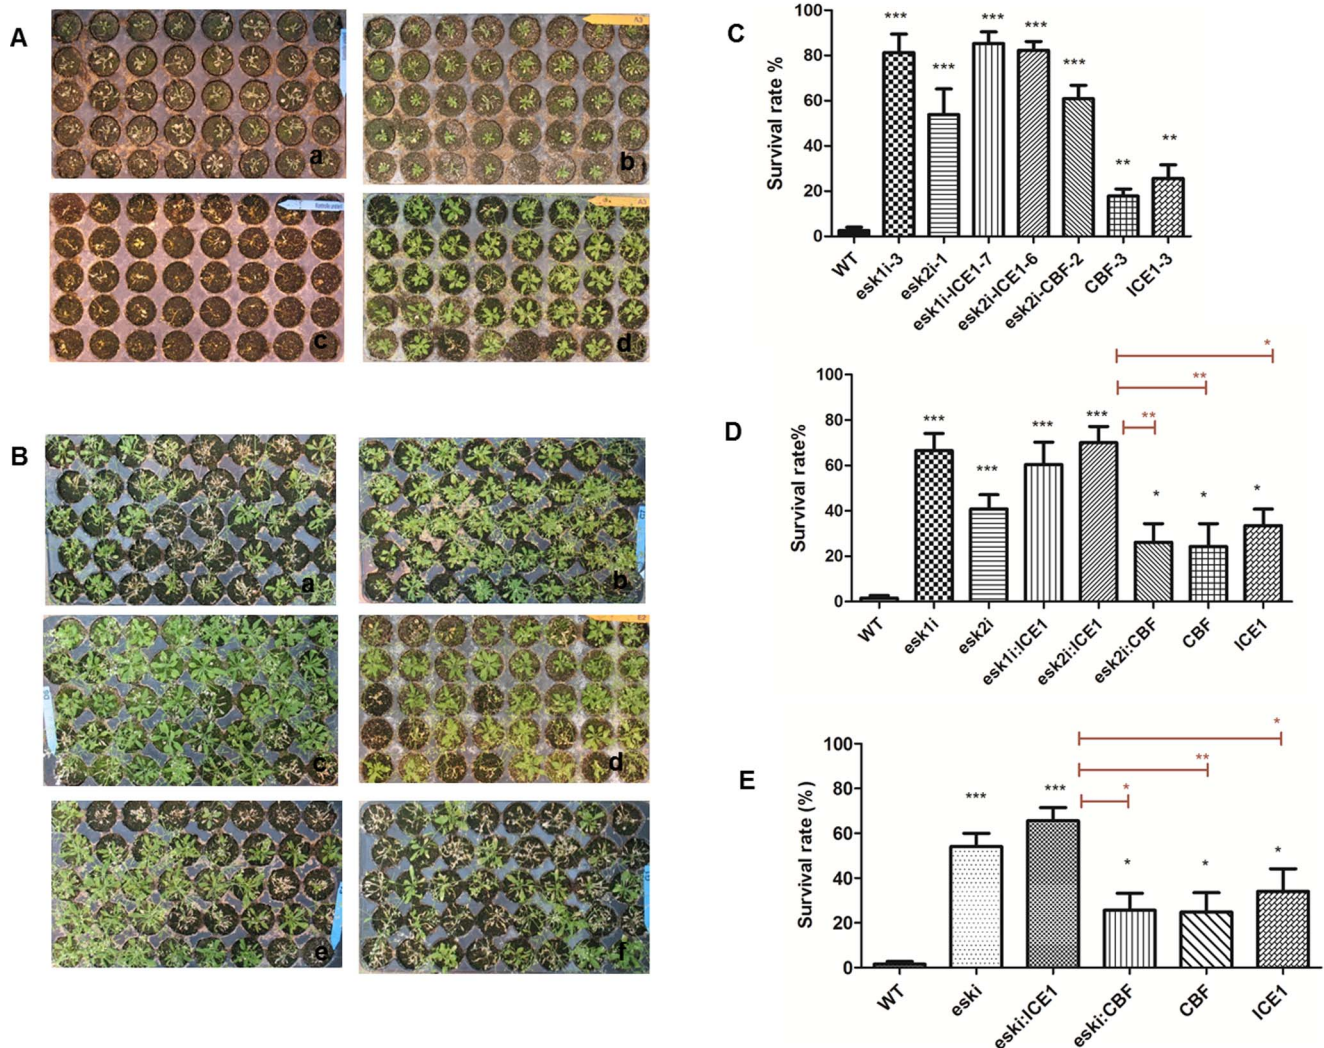 A
a
b
c
d
A3
A3
B
a
b
c
d
E2
e
f
C
Survival rate %
100
80
60
40
20
0
***
***
***
***
***
**
**
WT
esk1i-3
esk2i-1
esk1i-ICE1-7
esk2i-ICE1-6
esk2i-CBF-2
CBF-3
ICE1-3
D
Survival rate%
100
80
60
40
20
0
*
**
**
***
***
***
***
*
*
*
WT
esk1i
esk2i
esk1i:ICE1
esk2i:ICE1
esk2i:CBF
CBF
ICE1
E
Survival rate (%)
100
80
60
40
20
0
*
**
*
***
***
*
*
*
WT
eski
eski:ICE1
eski:CBF
CBF
ICE1